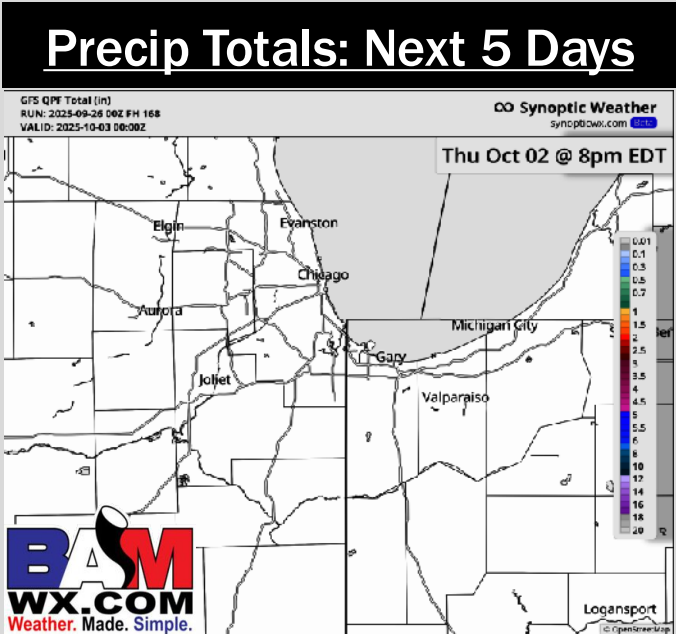 Precip Totals: Next 5 Days
GFS QPF Total (in)
RUN: 2025-09-26 00Z FH 168
VALID: 2025-10-03 00:00Z
Synoptic Weather
synopticwx.com Beta
Thu Oct 02 @ 8pm EDT
Elgin
Evanston
Chicago
Aurora
Michigan City
Gary
Joliet
Valparaiso
Logansport
0.01
0.1
0.3
0.5
0.7
1
1.5
2
2.5
3
3.5
4
4.5
5
5.5
6
8
10
12
14
16
18
20
BAM
WX.COM
Weather. Made. Simple.
© OpenStreetMap